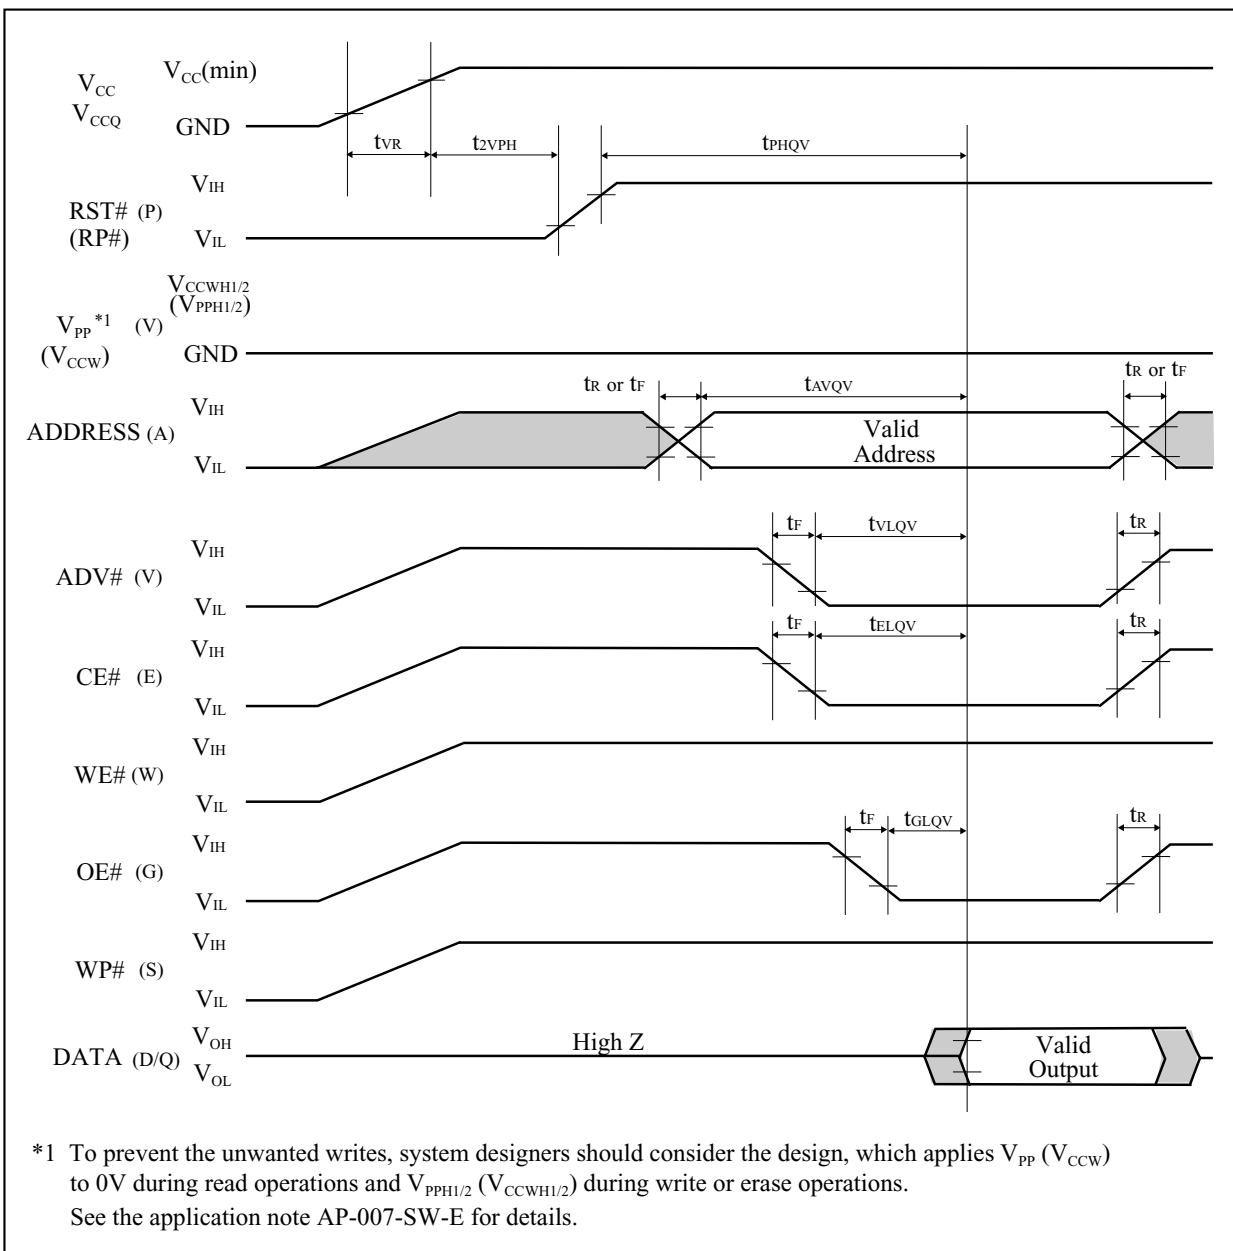 VCC VCCQ
VCC(min)
GND
tVR
t2VPH
tPHQV
RST# (P)
(RP#)
VIH
VIL
VPP *1 (V)
(VCCW)
VCCWH1/2
(VPPH1/2)
GND
tR or tF
tAVQV
tR or tF
ADDRESS (A)
VIH
VIL
Valid
Address
ADV# (V)
VIH
VIL
tF
tVLQV
tR
CE# (E)
VIH
VIL
tF
tELQV
tR
WE# (W)
VIH
VIL
OE# (G)
VIH
VIL
tF
tGLQV
tR
WP# (S)
VIH
VIL
DATA (D/Q)
VOH
VOL
High Z
Valid
Output
*1 To prevent the unwanted writes, system designers should consider the design, which applies VPP (VCCW)
to 0V during read operations and VPPH1/2 (VCCWH1/2) during write or erase operations.
See the application note AP-007-SW-E for details.